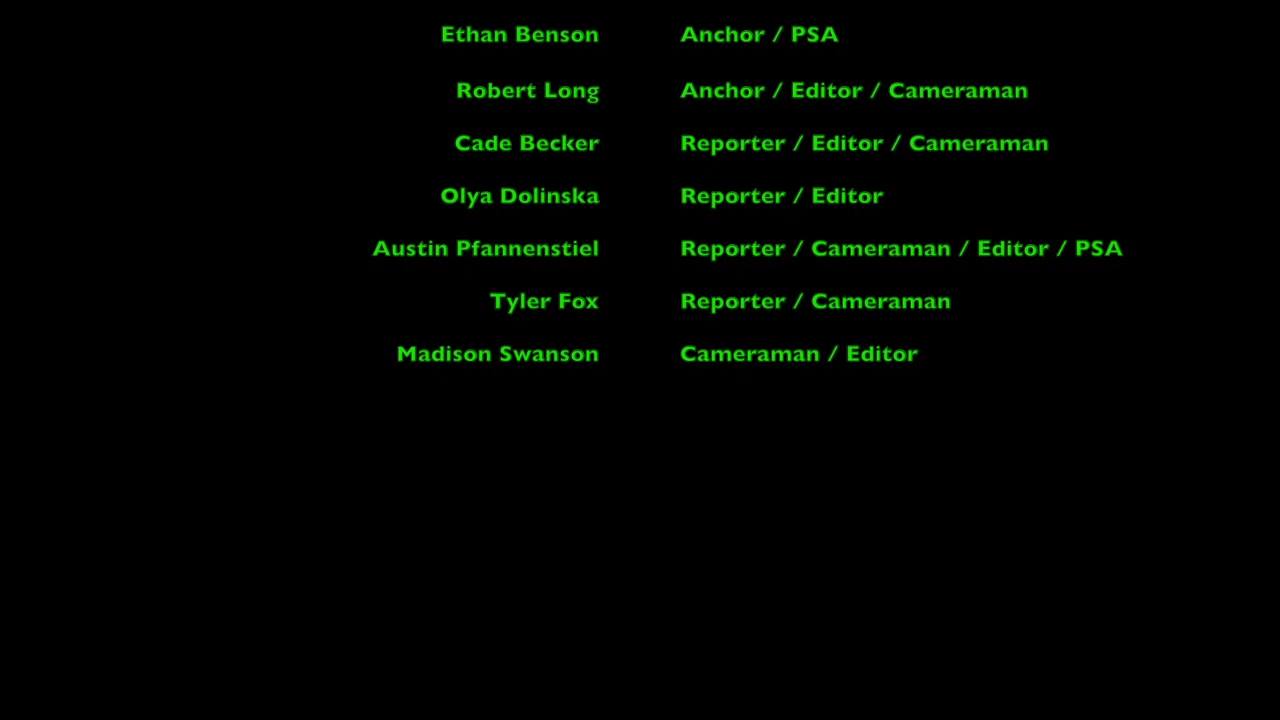 Ethan Benson Anchor / PSA
Robert Long Anchor / Editor / Cameraman
Cade Becker Reporter / Editor / Cameraman
Olya Dolinska Reporter / Editor
Austin Pfannenstiel Reporter / Cameraman / Editor / PSA
Tyler Fox Reporter / Cameraman
Madison Swanson Cameraman / Editor